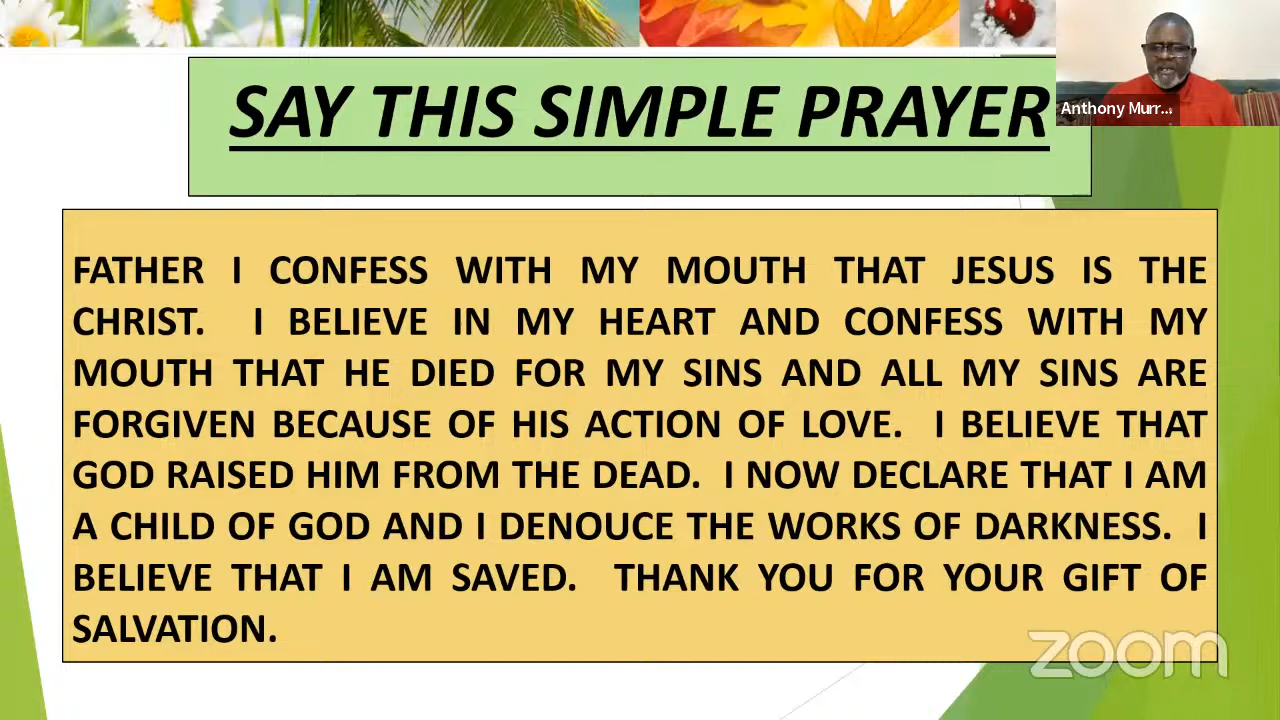 SAY THIS SIMPLE PRAYER
Anthony Murr...
FATHER I CONFESS WITH MY MOUTH THAT JESUS IS THE
CHRIST. I BELIEVE IN MY HEART AND CONFESS WITH MY
MOUTH THAT HE DIED FOR MY SINS AND ALL MY SINS ARE
FORGIVEN BECAUSE OF HIS ACTION OF LOVE. I BELIEVE THAT
GOD RAISED HIM FROM THE DEAD. I NOW DECLARE THAT I AM
A CHILD OF GOD AND I DENOUCE THE WORKS OF DARKNESS. I
BELIEVE THAT I AM SAVED. THANK YOU FOR YOUR GIFT OF
SALVATION.
zoom